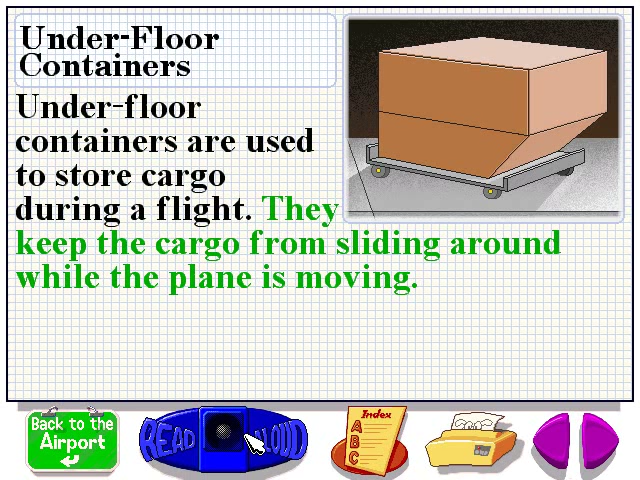 Under-Floor
Containers
Under-floor
containers are used
to store cargo
during a flight. They
keep the cargo from sliding around
while the plane is moving.
Back to the
Airport
READ ALOUD
Index
A
B
C